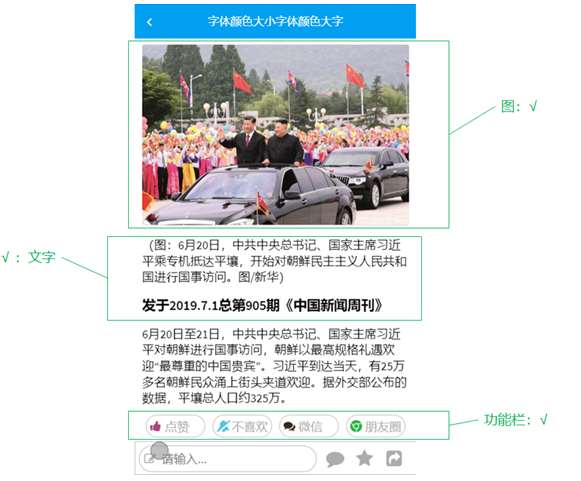 字体颜色大小字体颜色大字
图：√
√ ：文字
（图：6月20日，中共中央总书记、国家主席习近
平乘专机抵达平壤，开始对朝鲜民主主义人民共和
国进行国事访问。图/新华）
发于2019.7.1总第905期《中国新闻周刊》
6月20日至21日，中共中央总书记、国家主席习近
平对朝鲜进行国事访问，朝鲜以最高规格礼遇欢
迎“最尊重的中国贵宾”。习近平到达当天，有25万
多名朝鲜民众涌上街头夹道欢迎。据外交部公布的
数据，平壤总人口约325万。
点赞
不喜欢
微信
朋友圈
功能栏：√
请输入...